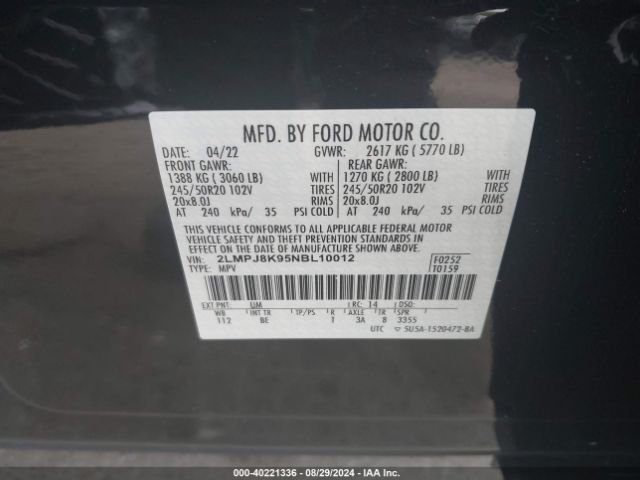 MFD. BY FORD MOTOR CO.
DATE: 04/22 GVWR: 2617 KG ( 5770 LB)
FRONT GAWR: REAR GAWR:
1388 KG ( 3060 LB) WITH 1270 KG ( 2800 LB) WITH
245/50R20 102V TIRES 245/50R20 102V TIRES
20x8.0J RIMS 20x8.0J RIMS
AT 240 kPa/ 35 PSI COLD AT 240 kPa/ 35 PSI COLD
THIS VEHICLE CONFORMS TO ALL APPLICABLE FEDERAL MOTOR
VEHICLE SAFETY AND THEFT PREVENTION STANDARDS IN EFFECT
ON THE DATE OF MANUFACTURE SHOWN ABOVE.
VIN: 2LMPJ8K95NBL10012 F0252
TYPE: MPV T0159
EXT PNT: UM RC: 14 DSO:
WB INT TR TP/PS R AXLE TR SPR
112 BE 1 3A 8 3355
UTC ▽ 5U5A-1520472-BA
000-40221336 - 08/29/2024 - IAAI.COM